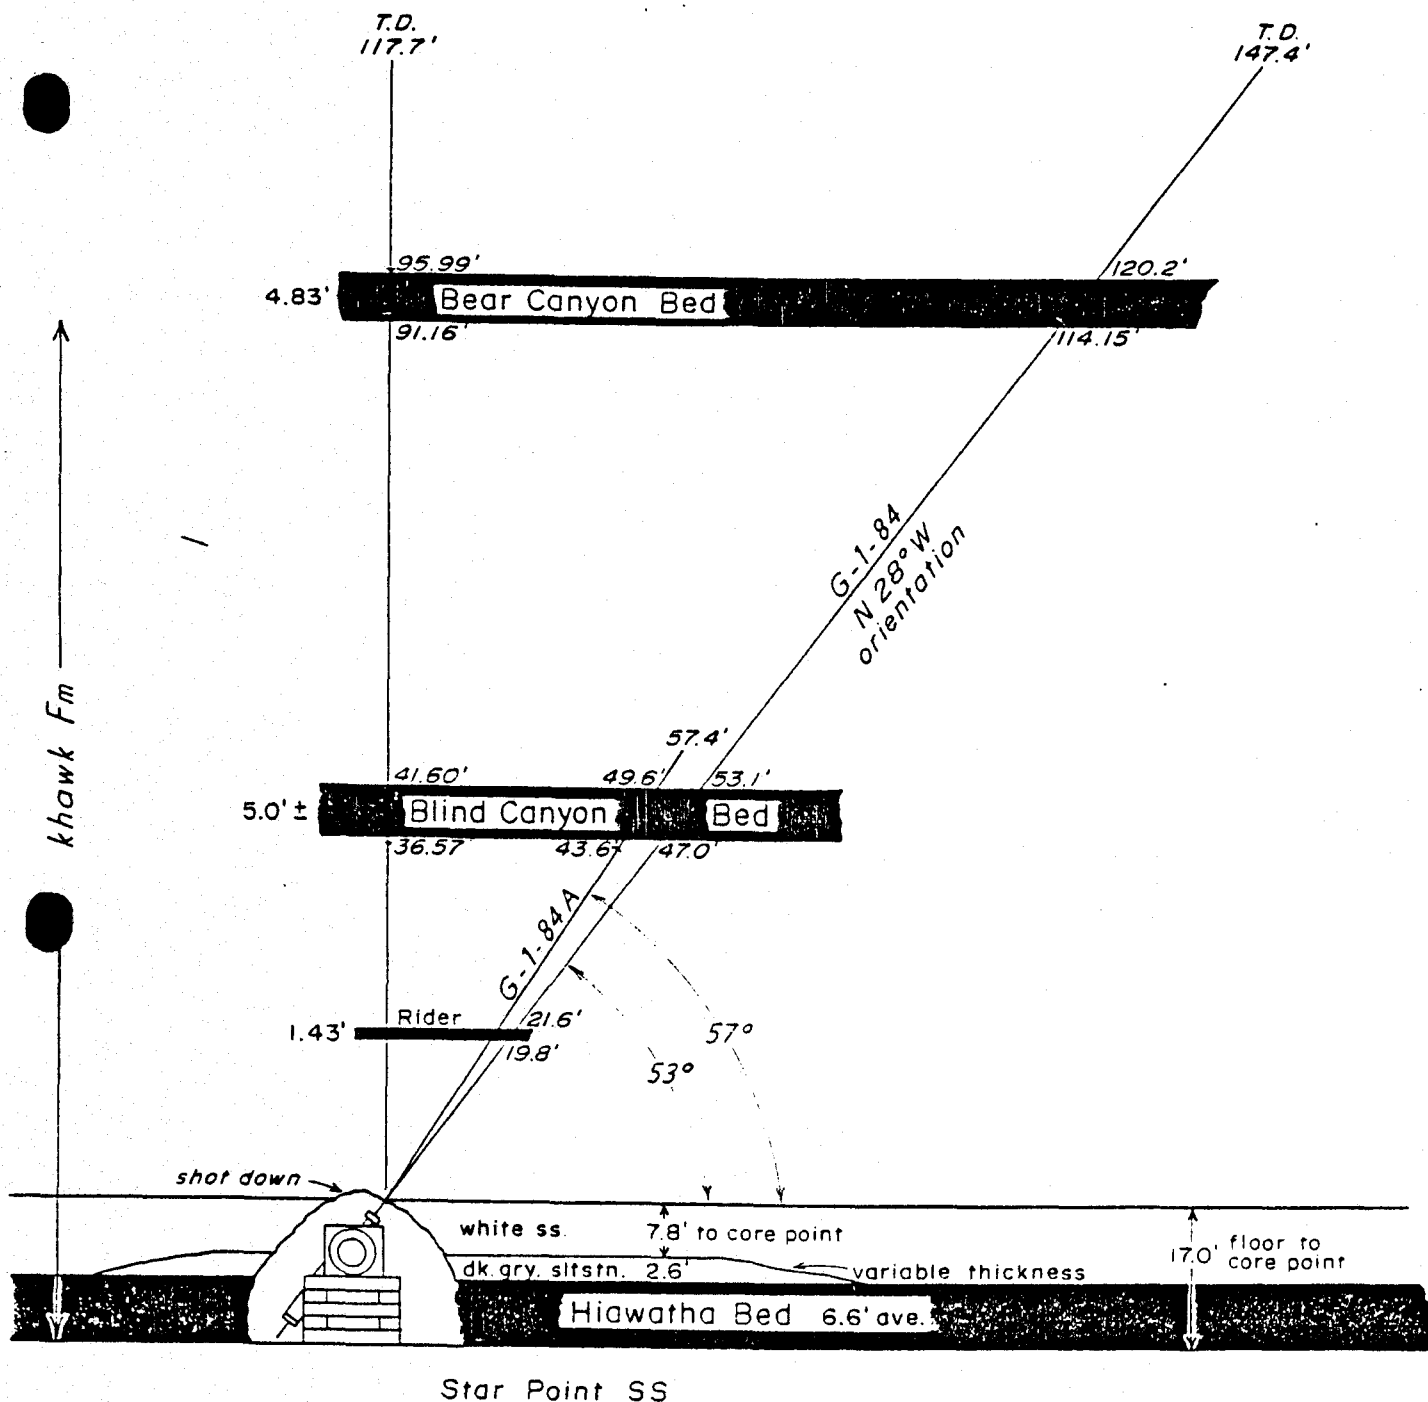 T.D.
117.7'
T.D.
147.4'
95.99'
120.2'
4.83'
Bear Canyon Bed
91.16'
114.15'
G-1-84
N 28° W
orientation
khawk Fm
57.4'
41.60'
49.6'
53.1'
5.0' ±
Blind Canyon Bed
36.57'
43.6'
47.0'
G-1-84A
Rider
21.6'
1.43'
19.8'
57°
53°
shot down
white ss.
7.8' to core point
17.0' floor to
core point
dk. gry. sltstn. 2.6'
variable thickness
Hiawatha Bed 6.6' ave.
Star Point SS